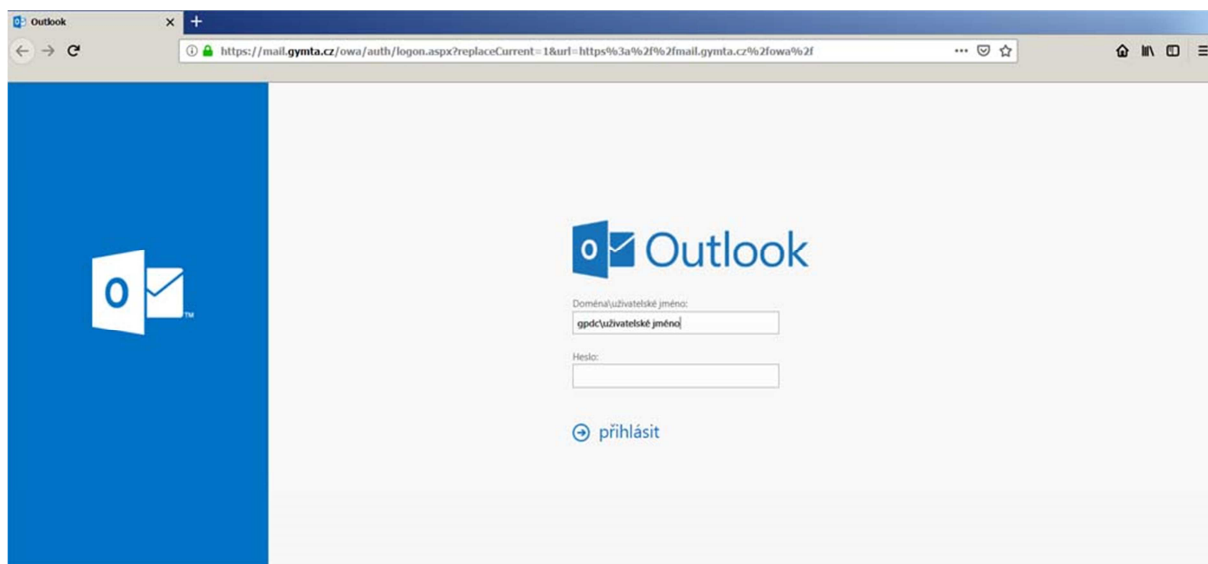 Outlook
https://mail.gymta.cz/owa/auth/logon.aspx?replaceCurrent=1&url=https%3a%2f%2fmail.gymta.cz%2fowa%2f
O
TM
O
Outlook
Doména\uživatelské jméno:
gpdc\uživatelské jméno
Heslo:
přihlásit